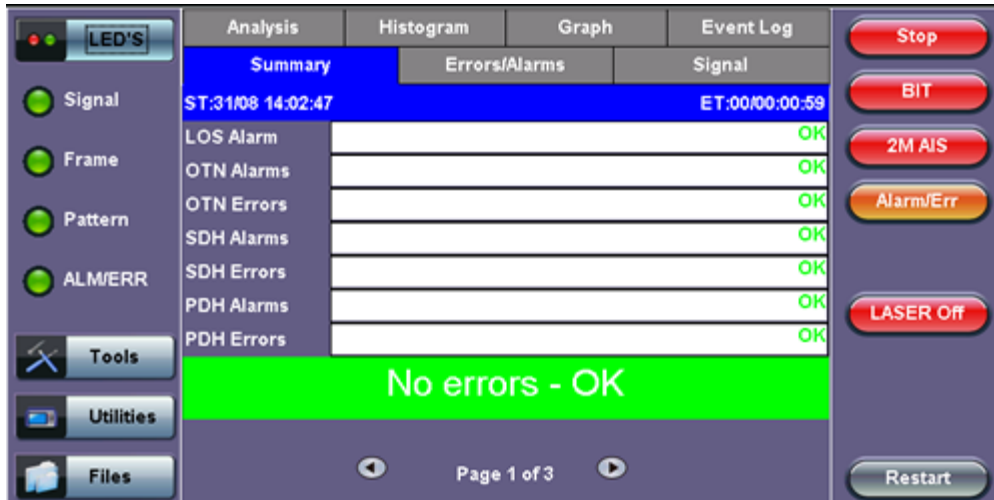 LED'S
Signal
Frame
Pattern
ALM/ERR
Tools
Utilities
Files
Analysis Histogram Graph Event Log
Summary Errors/Alarms Signal
ST:31/08 14:02:47 ET:00/00:00:59
LOS Alarm OK
OTN Alarms OK
OTN Errors OK
SDH Alarms OK
SDH Errors OK
PDH Alarms OK
PDH Errors OK
No errors - OK
Page 1 of 3
Stop
BIT
2M AIS
Alarm/Err
LASER Off
Restart